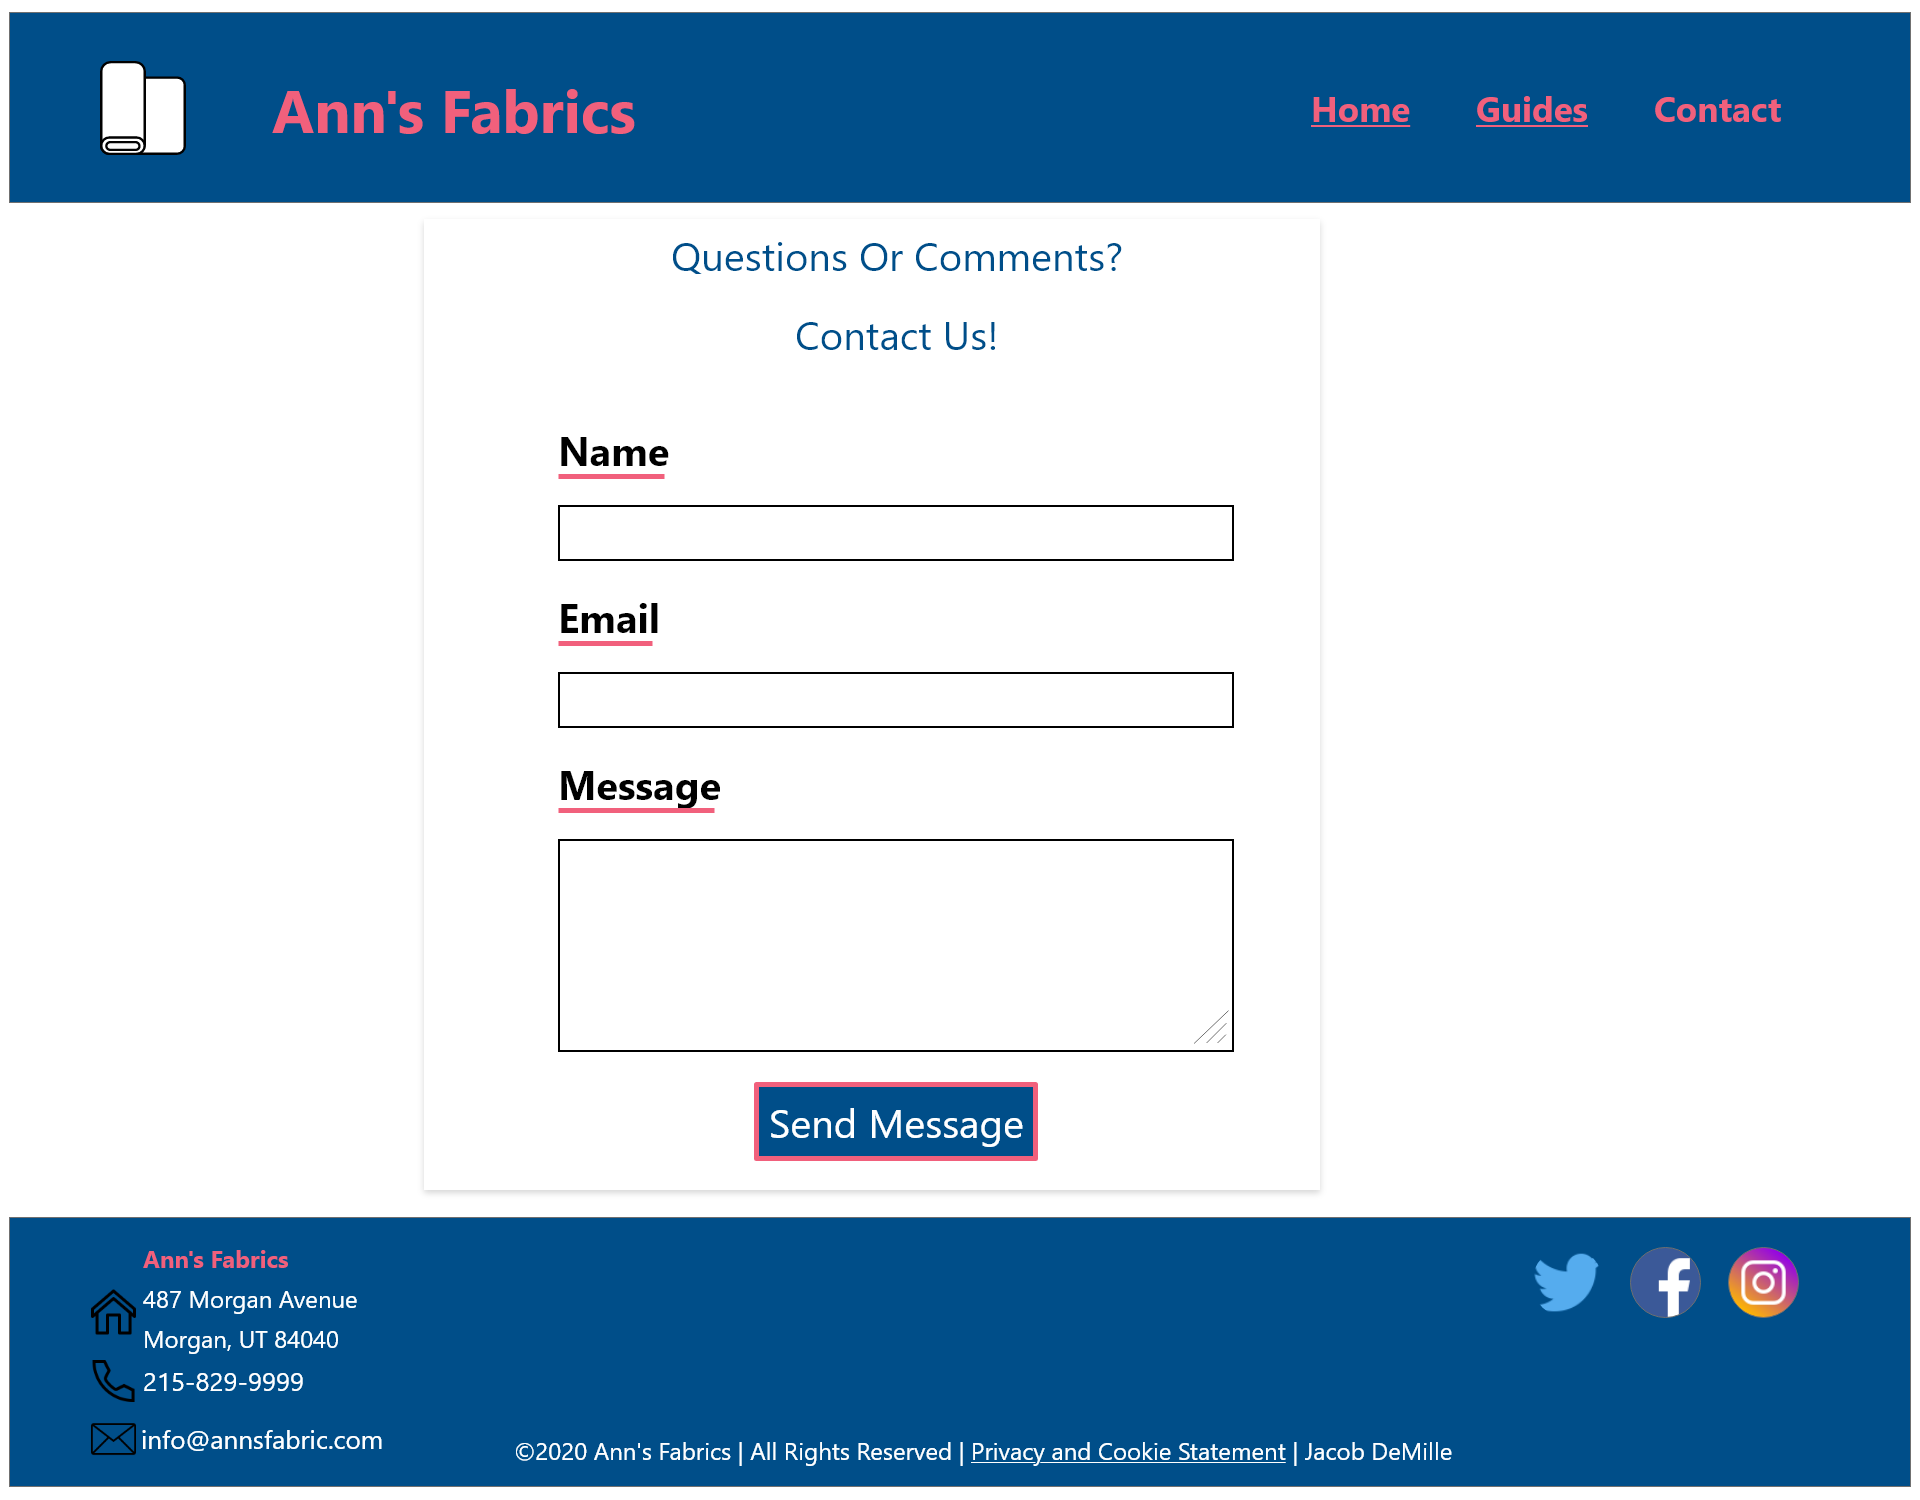 Ann's Fabrics
Home Guides Contact
Questions Or Comments?
Contact Us!
Name
Email
Message
Send Message
Ann's Fabrics
487 Morgan Avenue
Morgan, UT 84040
215-829-9999
info@annsfabric.com
©2020 Ann's Fabrics | All Rights Reserved | Privacy and Cookie Statement | Jacob DeMille